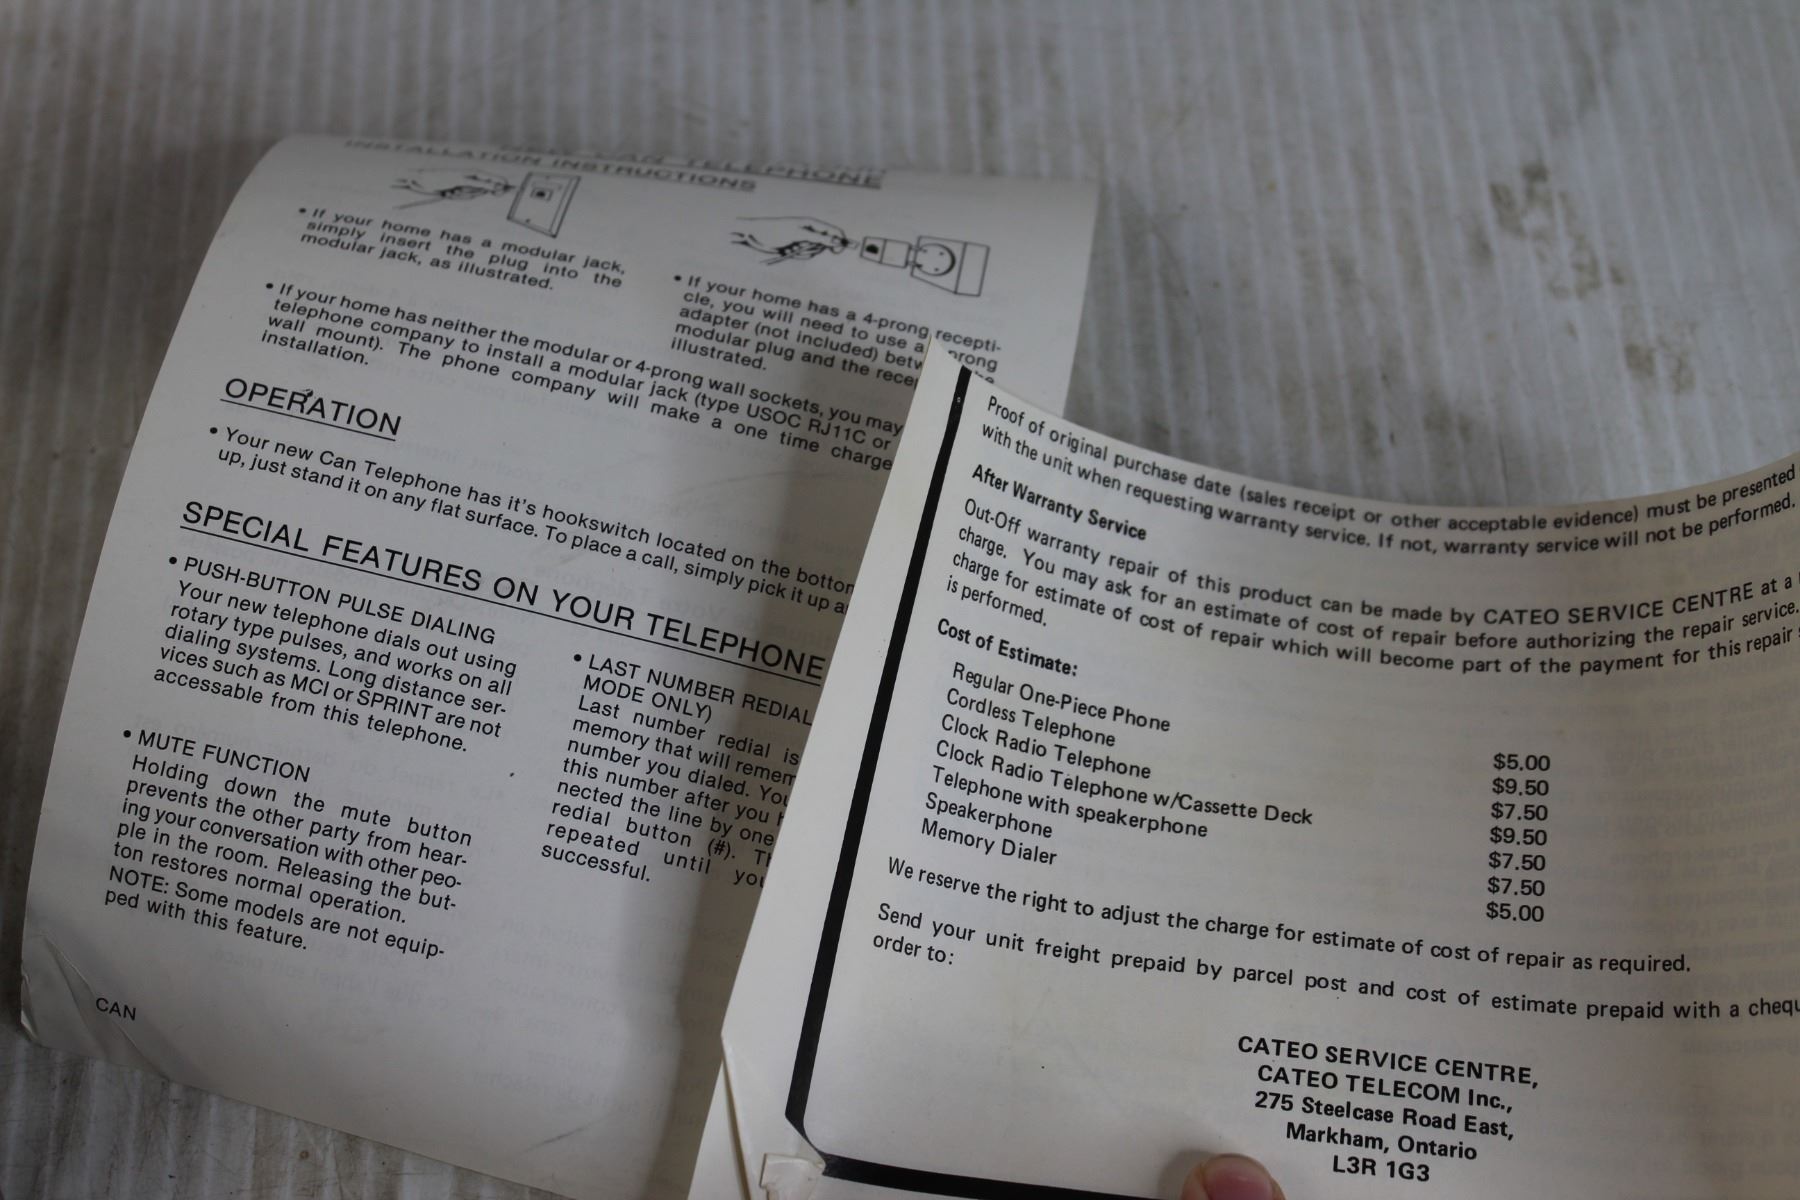 NEW CAN TELEPHONE
INSTALLATION INSTRUCTIONS
• If your home has a modular jack,
simply insert the plug into the
modular jack, as illustrated.
• If your home has a 4-prong recepti-
cle, you will need to use a prong
adapter (not included)
modular plug and the
illustrated.
• If your home has neither the modular or 4-prong wall sockets, you may
telephone company to install a modular jack (type USOC RJ11C or
wall mount). The phone company will make a one time charge
installation.
OPERATION
• Your new Can Telephone has it's hookswitch located on the
up, just stand it on any flat surface. To place a call, simply pick it up
SPECIAL FEATURES ON YOUR TELEPHONE
• PUSH-BUTTON PULSE DIALING
Your new telephone dials out using
rotary type pulses, and works on all
dialing systems. Long distance ser-
vices such as MCI or SPRINT are not
accessable from this telephone.
• MUTE FUNCTION
Holding down the mute button
prevents the other party from hear-
ing your conversation with other peo-
ple in the room. Releasing the but-
ton restores normal operation.
NOTE: Some models are not equip-
ped with this feature.
• LAST NUMBER REDIAL
MODE ONLY)
Last number redial is
memory that will
number you dialed.
this number after you
nected the line by one
redial button (#).
repeated until
successful.
CAN
Proof of original purchase date (sales receipt or other acceptable evidence) must be presented
with the unit when requesting warranty service. If not, warranty service will not be performed.
After Warranty Service
Out-Off warranty repair of this product can be made by CATEO SERVICE CENTRE at a
charge. You may ask for an estimate of cost of repair before authorizing the repair service.
charge for estimate of cost of repair which will become part of the payment for this repair
is performed.
Cost of Estimate:
Regular One-Piece Phone $5.00
Cordless Telephone $9.50
Clock Radio Telephone $7.50
Clock Radio Telephone w/Cassette Deck $9.50
Telephone with speakerphone $7.50
Speakerphone $7.50
Memory Dialer $5.00
We reserve the right to adjust the charge for estimate of cost of repair as required.
Send your unit freight prepaid by parcel post and cost of estimate prepaid with a
order to:
CATEO SERVICE CENTRE,
CATEO TELECOM Inc.,
275 Steelcase Road East,
Markham, Ontario
L3R 1G3